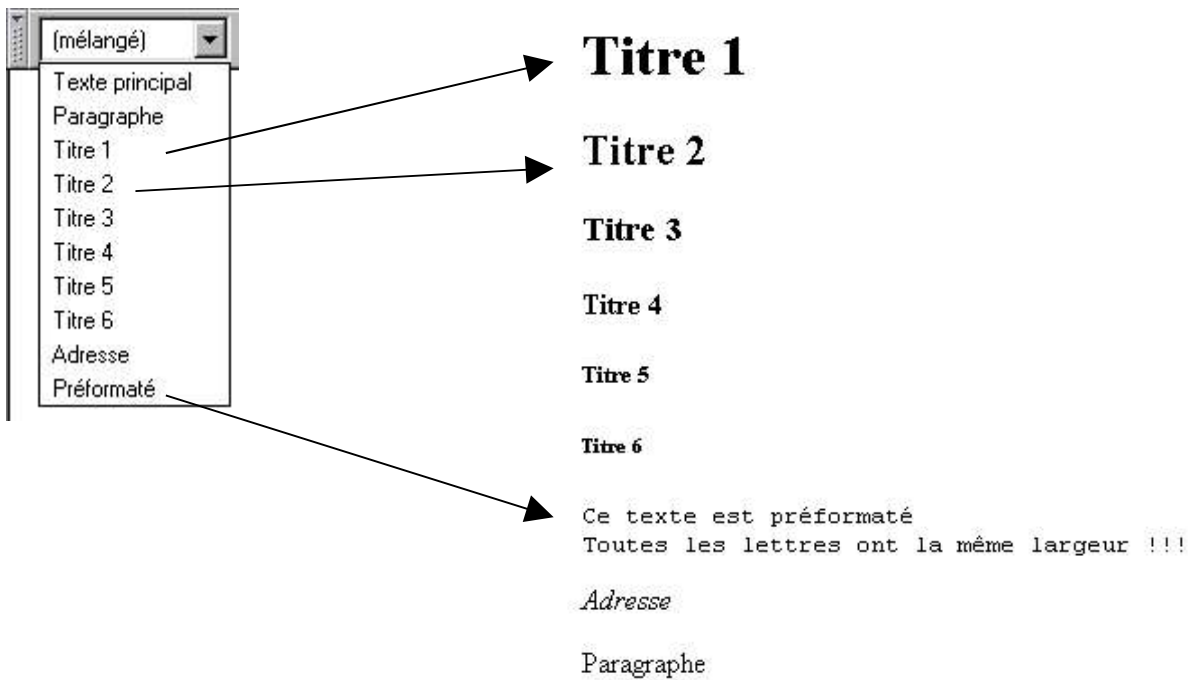 (mélangé)
Texte principal
Paragraphe
Titre 1
Titre 2
Titre 3
Titre 4
Titre 5
Titre 6
Adresse
Préformaté
Titre 1
Titre 2
Titre 3
Titre 4
Titre 5
Titre 6
Ce texte est préformaté
Toutes les lettres ont la même largeur !!!
Adresse
Paragraphe